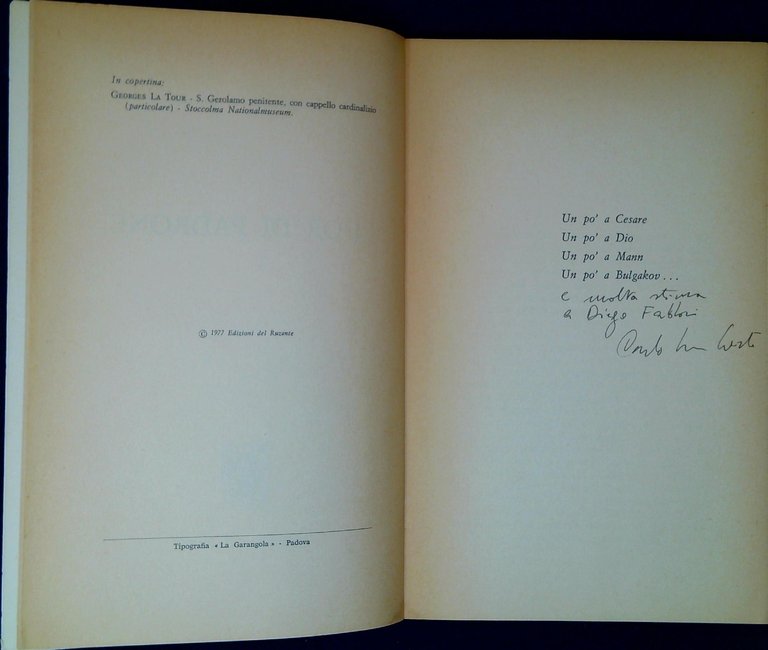 In copertina:
GEORGES LA TOUR - S. Gerolamo penitente, con cappello cardinalizio
(particolare) - Stoccolma Nationalmuseum.
© 1977 Edizioni del Ruzante
Tipografia « La Garangola » - Padova
Un po' a Cesare
Un po' a Dio
Un po' a Mann
Un po' a Bulgakov...
e molta stima
a Diego Fabbri